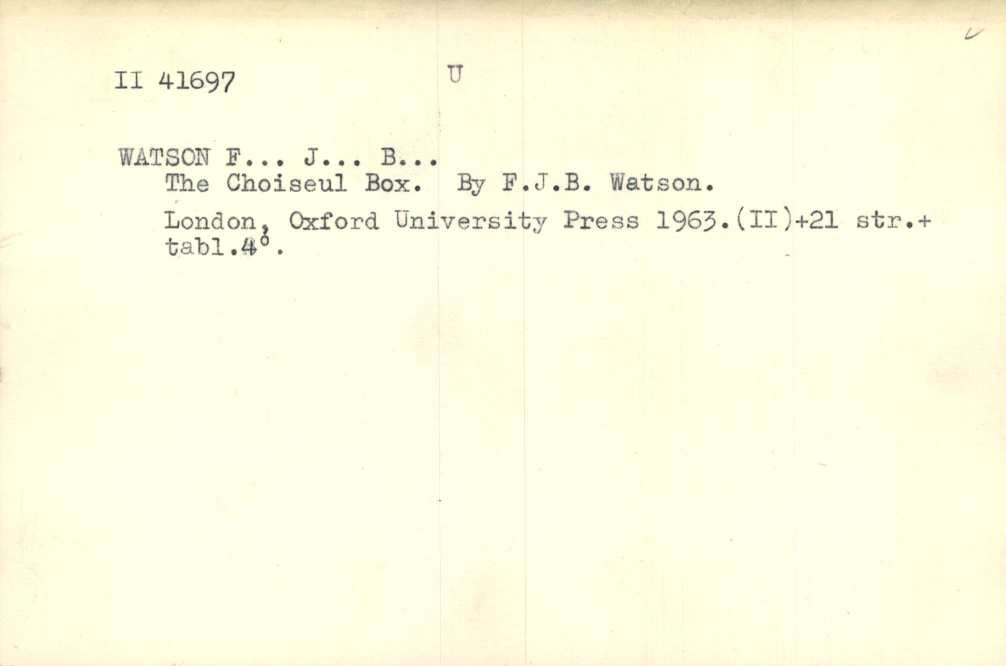 II 41697 U
WATSON F... J... B...
The Choiseul Box. By F.J.B. Watson.
London, Oxford University Press 1963.(II)+21 str.+
tabl.4°.